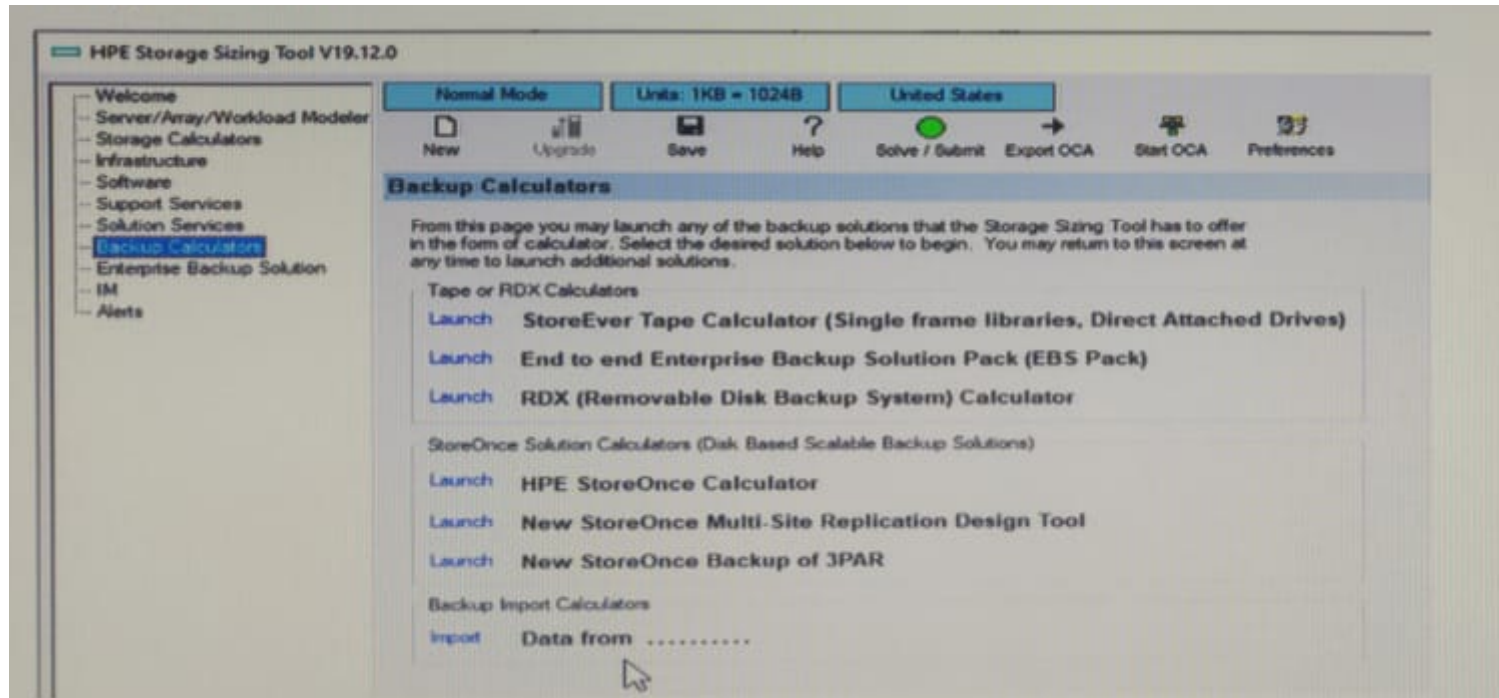 HPE Storage Sizing Tool V19.12.0
Welcome
Server/Array/Workload Modeler
Storage Calculators
Infrastructure
Software
Support Services
Solution Services
Backup Calculators
Enterprise Backup Solution
IM
Alerts
Normal Mode
Units: 1KB = 1024B
United States
New
Upgrade
Save
Help
Solve / Submit
Export OCA
Start OCA
Preferences
Backup Calculators
From this page you may launch any of the backup solutions that the Storage Sizing Tool has to offer
in the form of calculator. Select the desired solution below to begin. You may return to this screen at
any time to launch additional solutions.
Tape or RDX Calculators
Launch StoreEver Tape Calculator (Single frame libraries, Direct Attached Drives)
Launch End to end Enterprise Backup Solution Pack (EBS Pack)
Launch RDX (Removable Disk Backup System) Calculator
StoreOnce Solution Calculators (Disk Based Scalable Backup Solutions)
Launch HPE StoreOnce Calculator
Launch New StoreOnce Multi-Site Replication Design Tool
Launch New StoreOnce Backup of 3PAR
Backup Import Calculators
Import Data from ..........